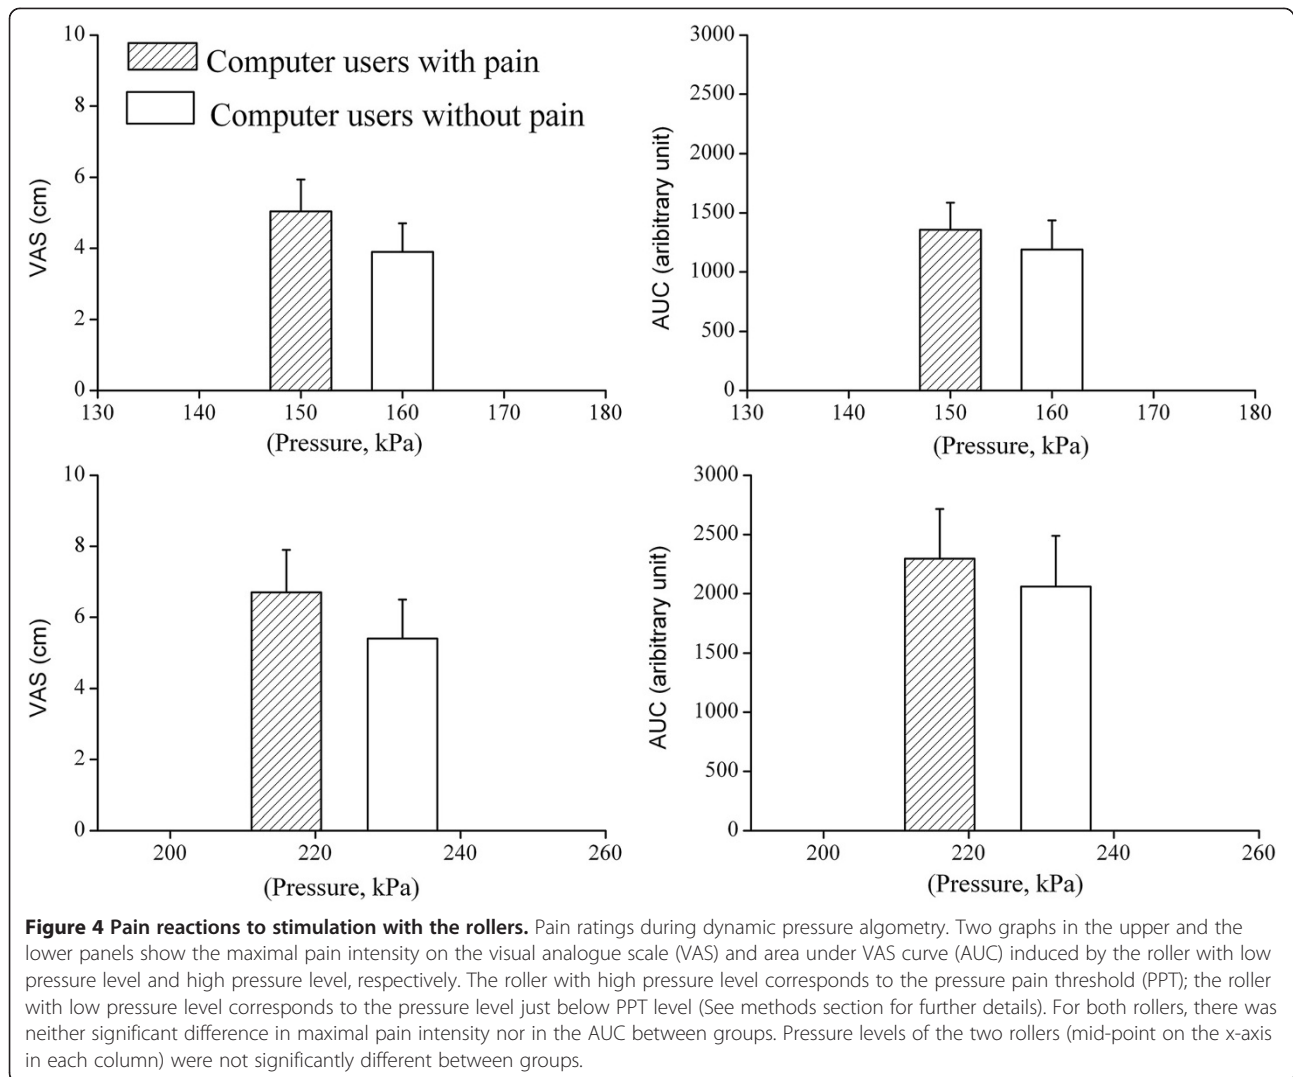 10
8
6
4
2
0
VAS (cm)
Computer users with pain
Computer users without pain
130 140 150 160 170 180
(Pressure, kPa)
3000
2500
2000
1500
1000
500
0
AUC (aribitrary unit)
130 140 150 160 170 180
(Pressure, kPa)
10
8
6
4
2
0
VAS (cm)
200 220 240 260
(Pressure, kPa)
3000
2500
2000
1500
1000
500
0
AUC (aribitrary unit)
200 220 240 260
(Pressure, kPa)
Figure 4 Pain reactions to stimulation with the rollers. Pain ratings during dynamic pressure algometry. Two graphs in the upper and the
lower panels show the maximal pain intensity on the visual analogue scale (VAS) and area under VAS curve (AUC) induced by the roller with low
pressure level and high pressure level, respectively. The roller with high pressure level corresponds to the pressure pain threshold (PPT); the roller
with low pressure level corresponds to the pressure level just below PPT level (See methods section for further details). For both rollers, there was
neither significant difference in maximal pain intensity nor in the AUC between groups. Pressure levels of the two rollers (mid-point on the x-axis
in each column) were not significantly different between groups.